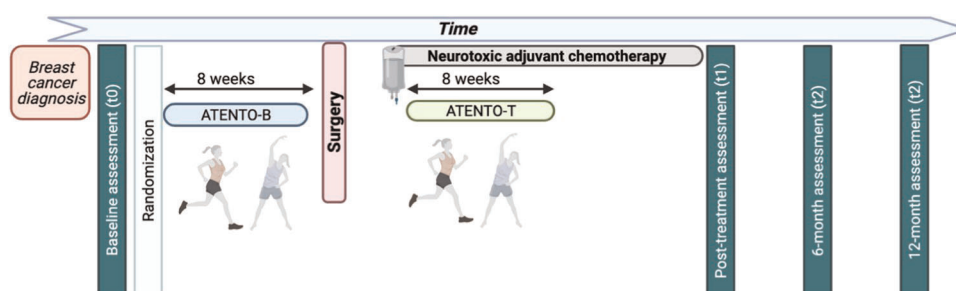 Time
Breast
cancer
diagnosis
Baseline assessment (t0)
Randomization
8 weeks
ATENTO-B
Surgery
Neurotoxic adjuvant chemotherapy
8 weeks
ATENTO-T
Post-treatment assessment (t1)
6-month assessment (t2)
12-month assessment (t2)